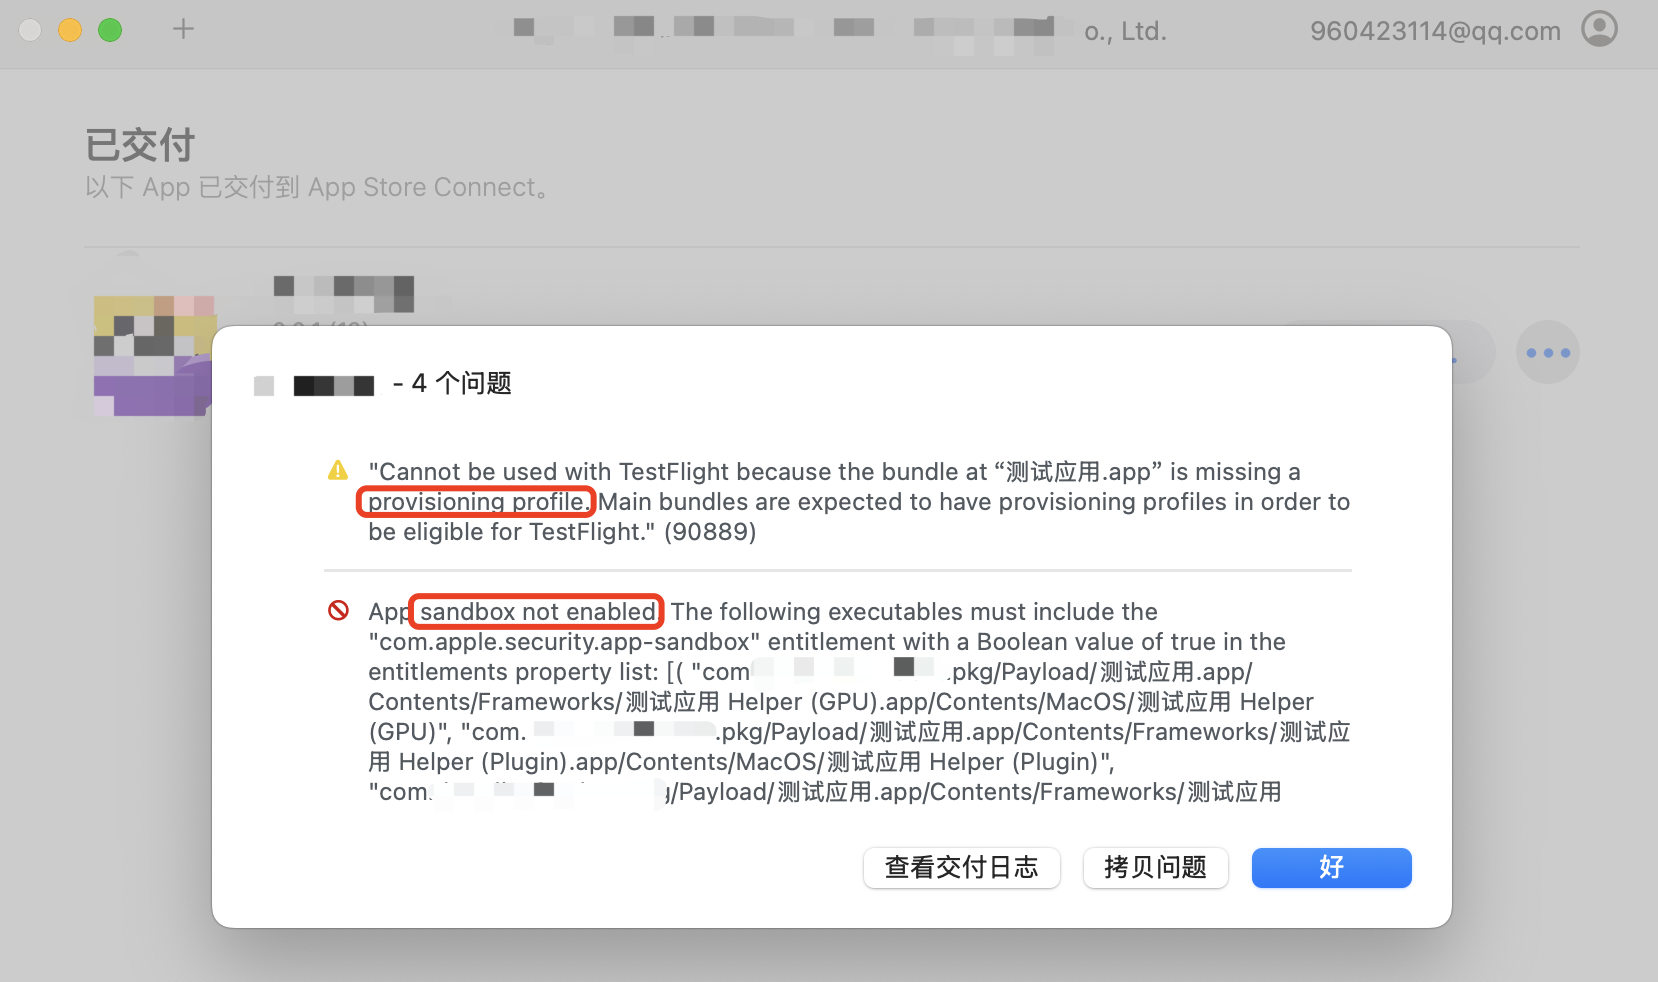 o., Ltd.
960423114@qq.com
已交付
以下 App 已交付到 App Store Connect。
- 4 个问题
"Cannot be used with TestFlight because the bundle at “测试应用.app” is missing a
provisioning profile. Main bundles are expected to have provisioning profiles in order to
be eligible for TestFlight." (90889)
App sandbox not enabled. The following executables must include the
"com.apple.security.app-sandbox" entitlement with a Boolean value of true in the
entitlements property list: [( "com .pkg/Payload/测试应用.app/
Contents/Frameworks/测试应用 Helper (GPU).app/Contents/MacOS/测试应用 Helper
(GPU)", "com. .pkg/Payload/测试应用.app/Contents/Frameworks/测试应
用 Helper (Plugin).app/Contents/MacOS/测试应用 Helper (Plugin)",
"com. g/Payload/测试应用.app/Contents/Frameworks/测试应用
查看交付日志
拷贝问题
好